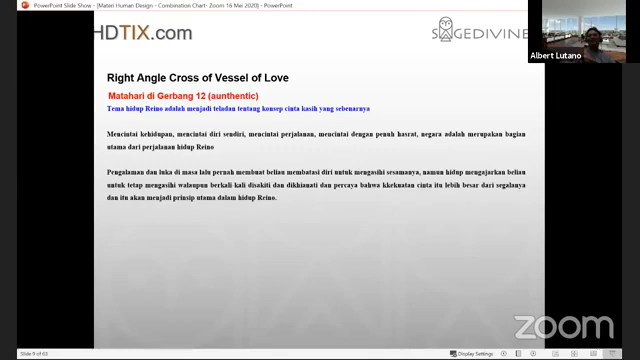 PowerPoint Slide Show - [Materi Human Design - Combination Chart- Zoom 16 Mei 2020] - PowerPoint
HDTIX.com
SAGEDIVINE
Albert Lutano
Right Angle Cross of Vessel of Love
Matahari di Gerbang 12 (aunthentic)
Tema hidup Reino adalah menjadi teladan tentang konsep cinta kasih yang sebenarnya
Mencintai kehidupan, mencintai diri sendiri, mencintai perjalanan, mencintai dengan penuh hasrat, negara adalah merupakan bagian
utama dari perjalanan hidup Reino
Pengalaman dan luka di masa lalu pernah membuat beliau membatasi diri untuk mengasihi sesamanya, namun hidup mengajarkan beliau
untuk tetap mengasihi walaupun berkali kali disakiti dan dikhianati dan percaya bahwa kkekuatan cinta itu lebih besar dari segalanya
dan itu akan menjadi prinsip utama dalam hidup Reino.
zoom
Slide 9 of 63
Display Settings